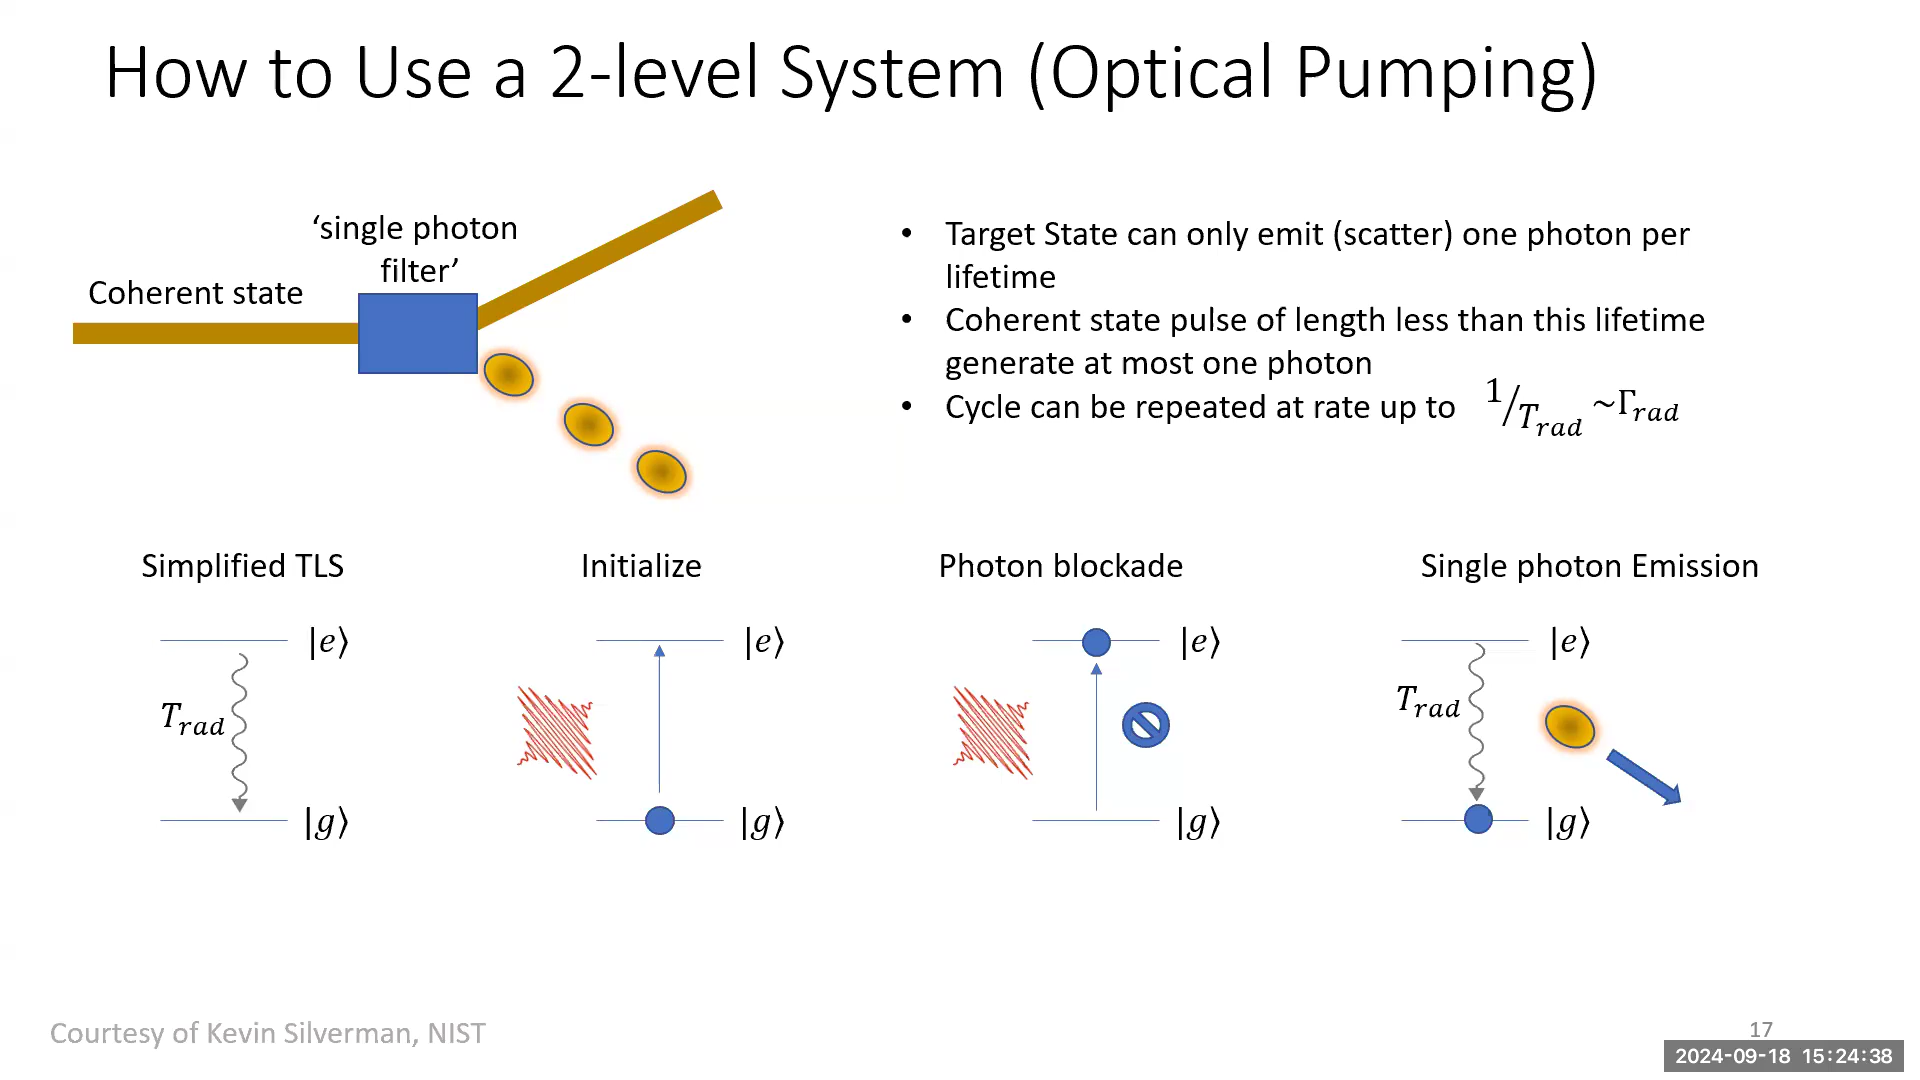 How to Use a 2-level System (Optical Pumping)
‘single photon
filter’
Coherent state
• Target State can only emit (scatter) one photon per
lifetime
• Coherent state pulse of length less than this lifetime
generate at most one photon
• Cycle can be repeated at rate up to 1/T_rad ~Γ_rad
Simplified TLS
|e⟩
T_rad
|g⟩
Initialize
|e⟩
|g⟩
Photon blockade
|e⟩
|g⟩
Single photon Emission
|e⟩
T_rad
|g⟩
Courtesy of Kevin Silverman, NIST
17
2024-09-18 15:24:38